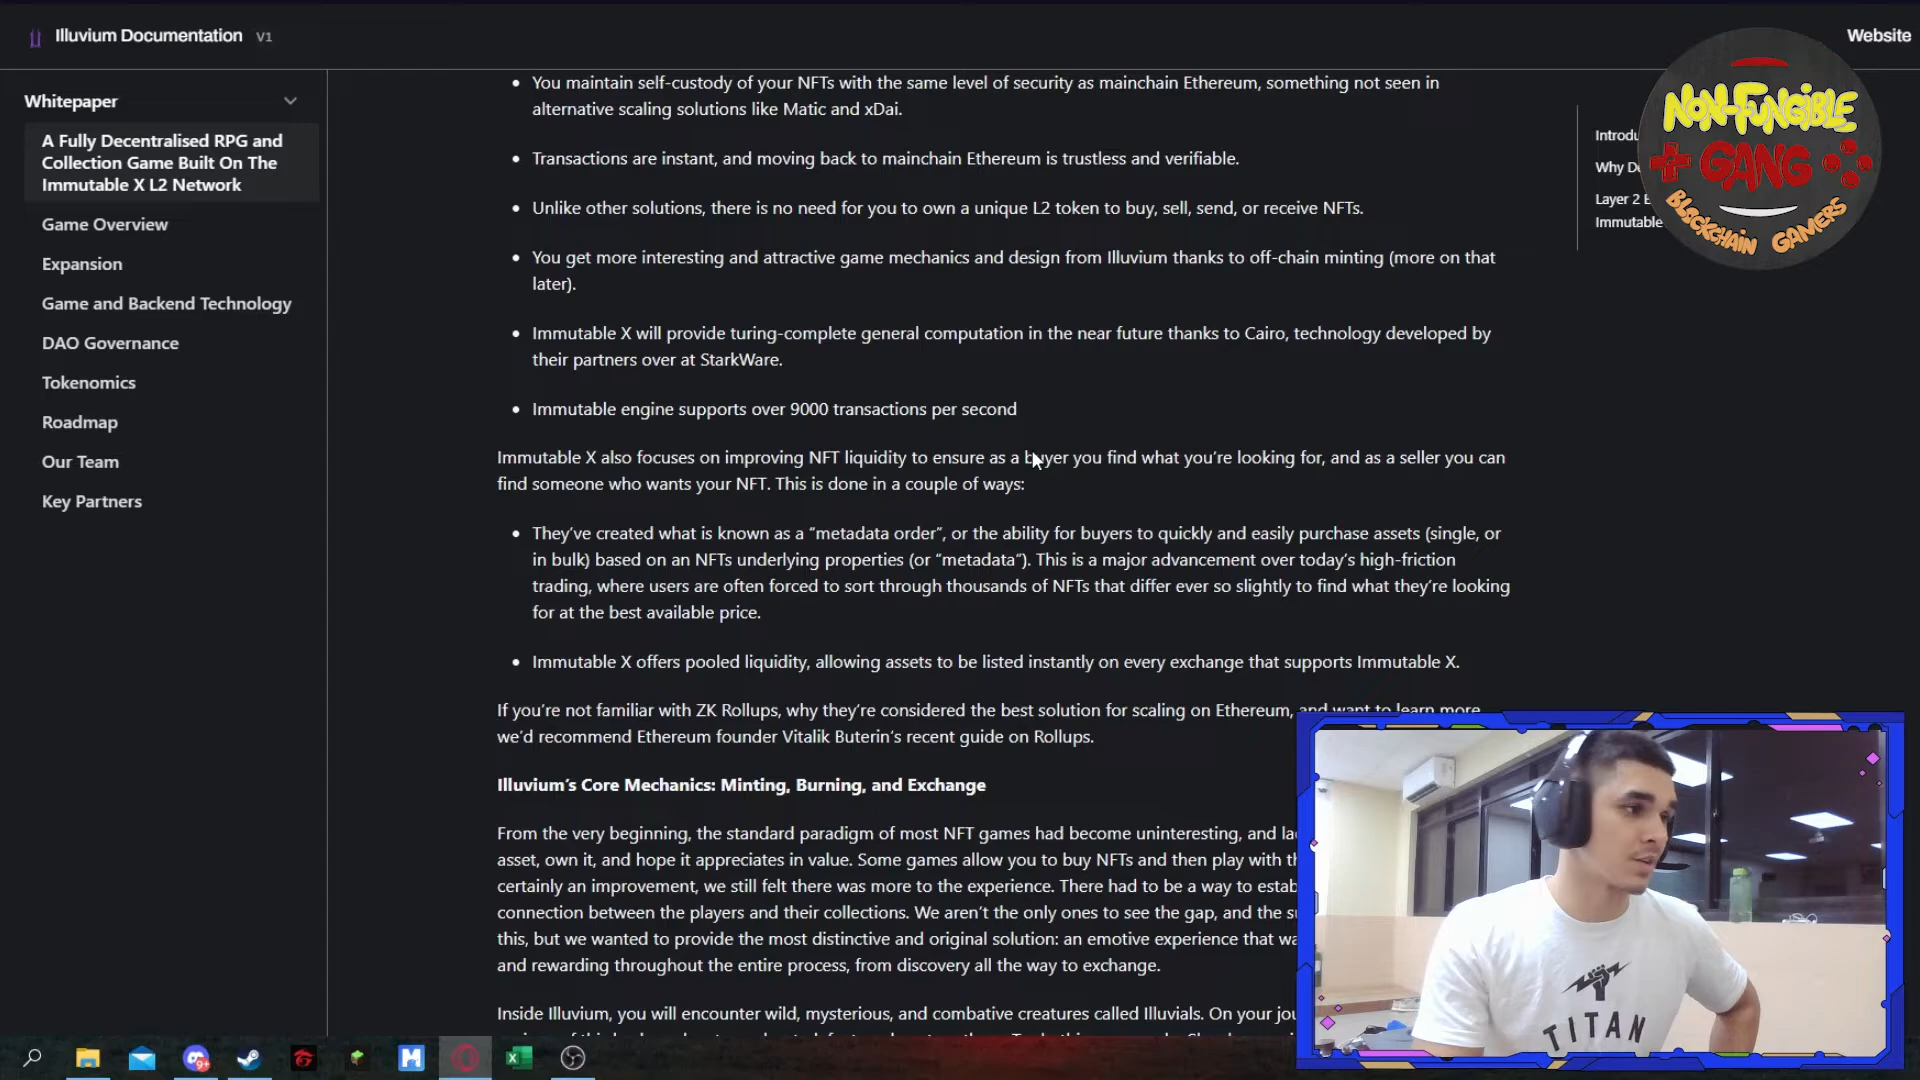 Illuvium Documentation V1
Website
Whitepaper
A Fully Decentralised RPG and
Collection Game Built On The
Immutable X L2 Network
Game Overview
Expansion
Game and Backend Technology
DAO Governance
Tokenomics
Roadmap
Our Team
Key Partners
• You maintain self-custody of your NFTs with the same level of security as mainchain Ethereum, something not seen in
alternative scaling solutions like Matic and xDai.
• Transactions are instant, and moving back to mainchain Ethereum is trustless and verifiable.
• Unlike other solutions, there is no need for you to own a unique L2 token to buy, sell, send, or receive NFTs.
• You get more interesting and attractive game mechanics and design from Illuvium thanks to off-chain minting (more on that
later).
• Immutable X will provide turing-complete general computation in the near future thanks to Cairo, technology developed by
their partners over at StarkWare.
• Immutable engine supports over 9000 transactions per second
Immutable X also focuses on improving NFT liquidity to ensure as a buyer you find what you're looking for, and as a seller you can
find someone who wants your NFT. This is done in a couple of ways:
• They've created what is known as a "metadata order", or the ability for buyers to quickly and easily purchase assets (single, or
in bulk) based on an NFTs underlying properties (or "metadata"). This is a major advancement over today's high-friction
trading, where users are often forced to sort through thousands of NFTs that differ ever so slightly to find what they're looking
for at the best available price.
• Immutable X offers pooled liquidity, allowing assets to be listed instantly on every exchange that supports Immutable X.
If you're not familiar with ZK Rollups, why they're considered the best solution for scaling on Ethereum, and want to learn more
we'd recommend Ethereum founder Vitalik Buterin's recent guide on Rollups.
Illuvium's Core Mechanics: Minting, Burning, and Exchange
From the very beginning, the standard paradigm of most NFT games had become uninteresting, and
asset, own it, and hope it appreciates in value. Some games allow you to buy NFTs and then play with
certainly an improvement, we still felt there was more to the experience. There had to be a way to
connection between the players and their collections. We aren't the only ones to see the gap, and the
this, but we wanted to provide the most distinctive and original solution: an emotive experience that
and rewarding throughout the entire process, from discovery all the way to exchange.
Inside Illuvium, you will encounter wild, mysterious, and combative creatures called Illuvials. On your
Why
Layer 2
Immutable
NON-FUNGIBLE
GANG
BLOCKCHAIN GAMERS
TITAN